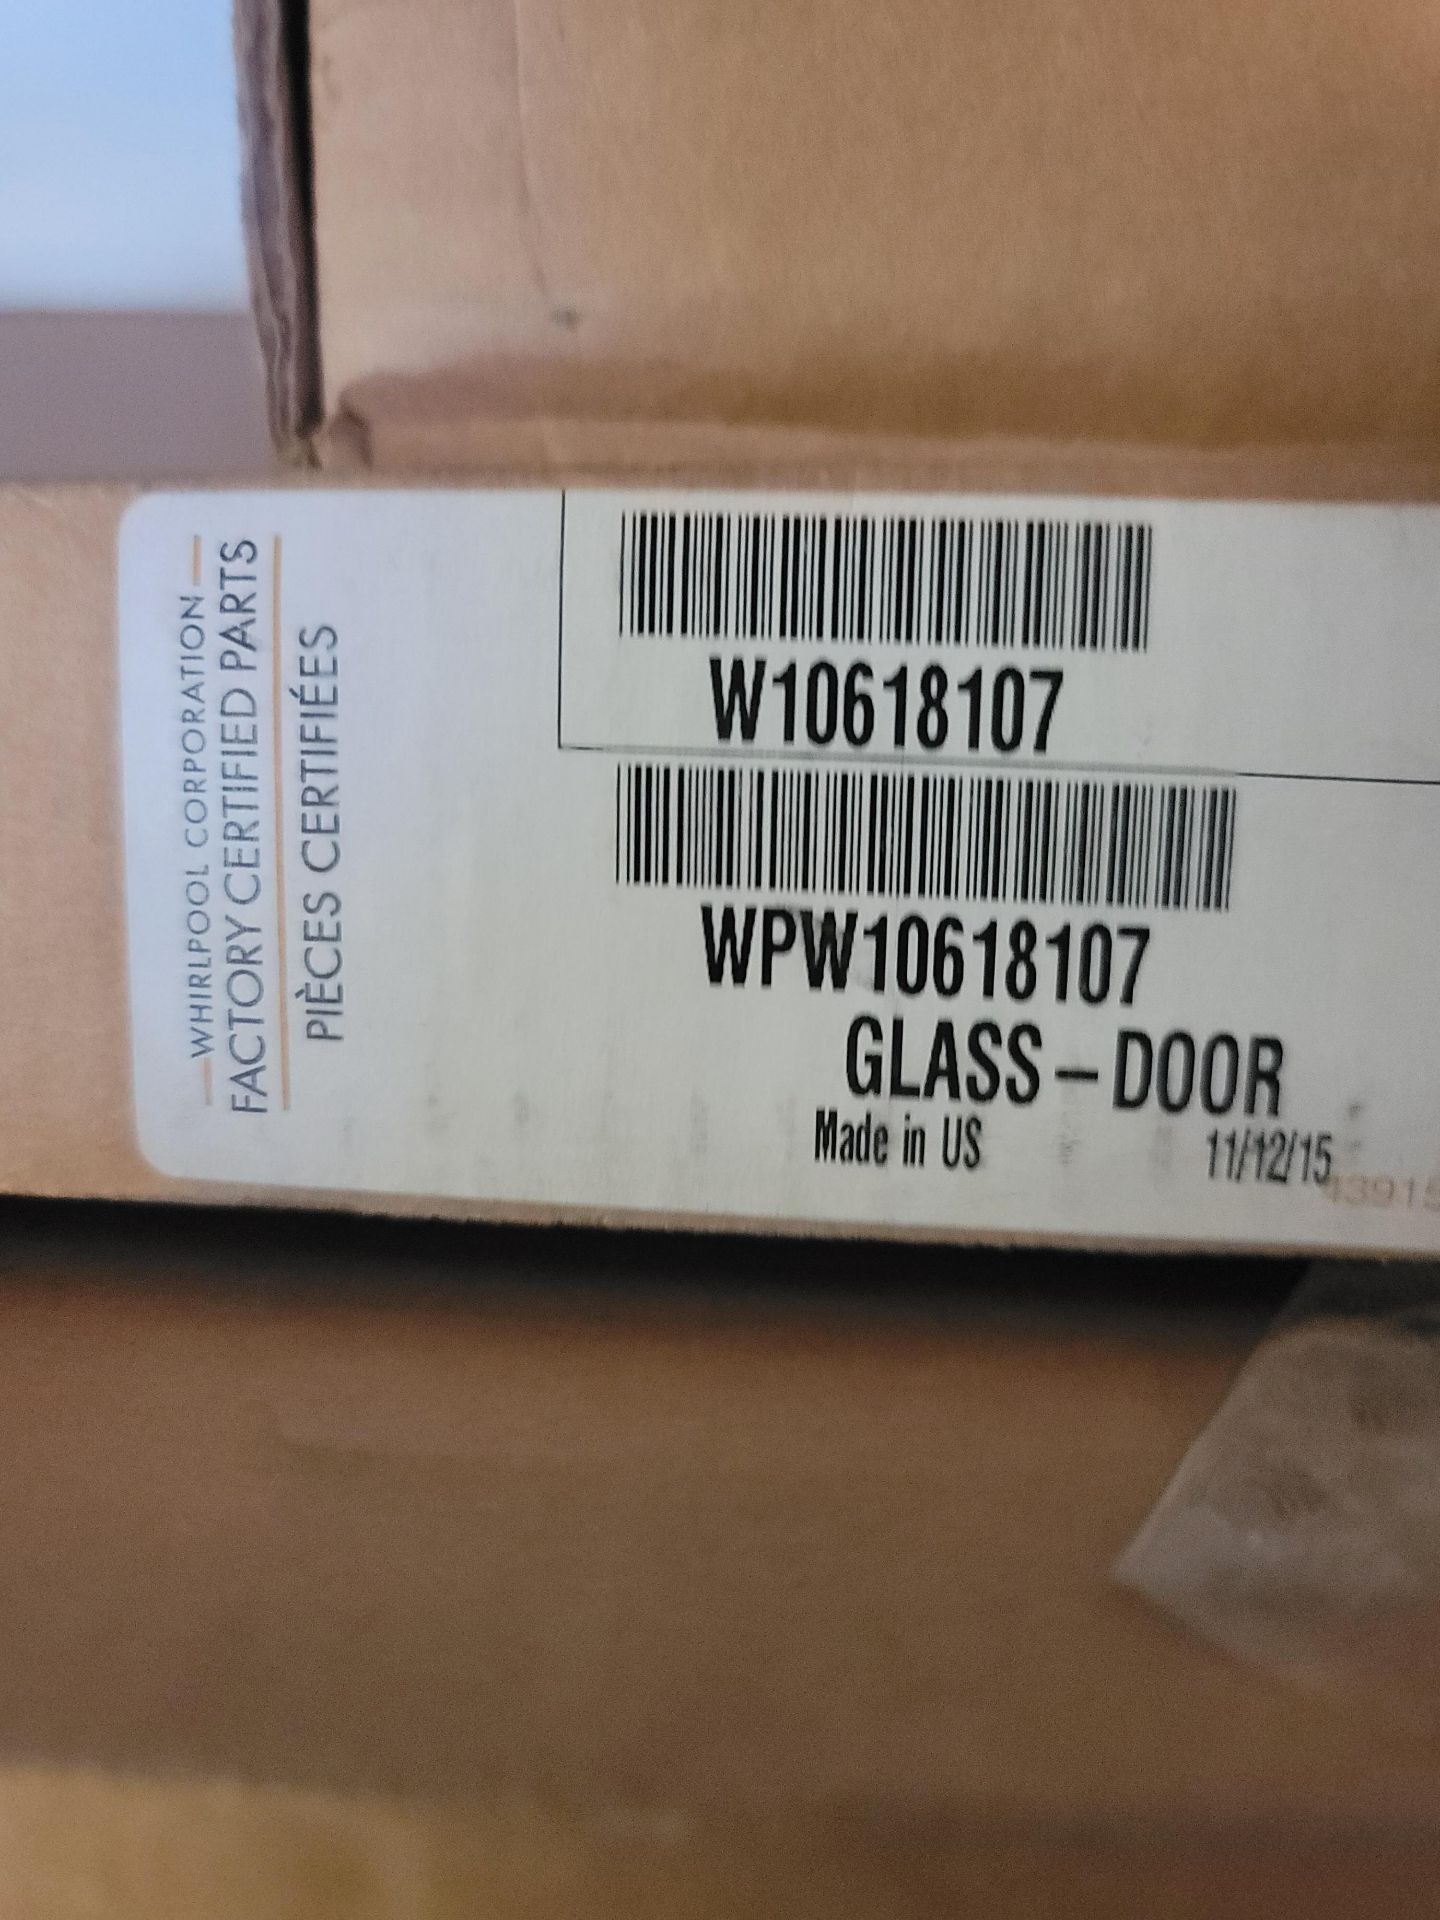 WHIRLPOOL CORPORATION
FACTORY CERTIFIED PARTS
PIÈCES CERTIFIÉES
W10618107
WPW10618107
GLASS-DOOR
Made in US 11/12/15